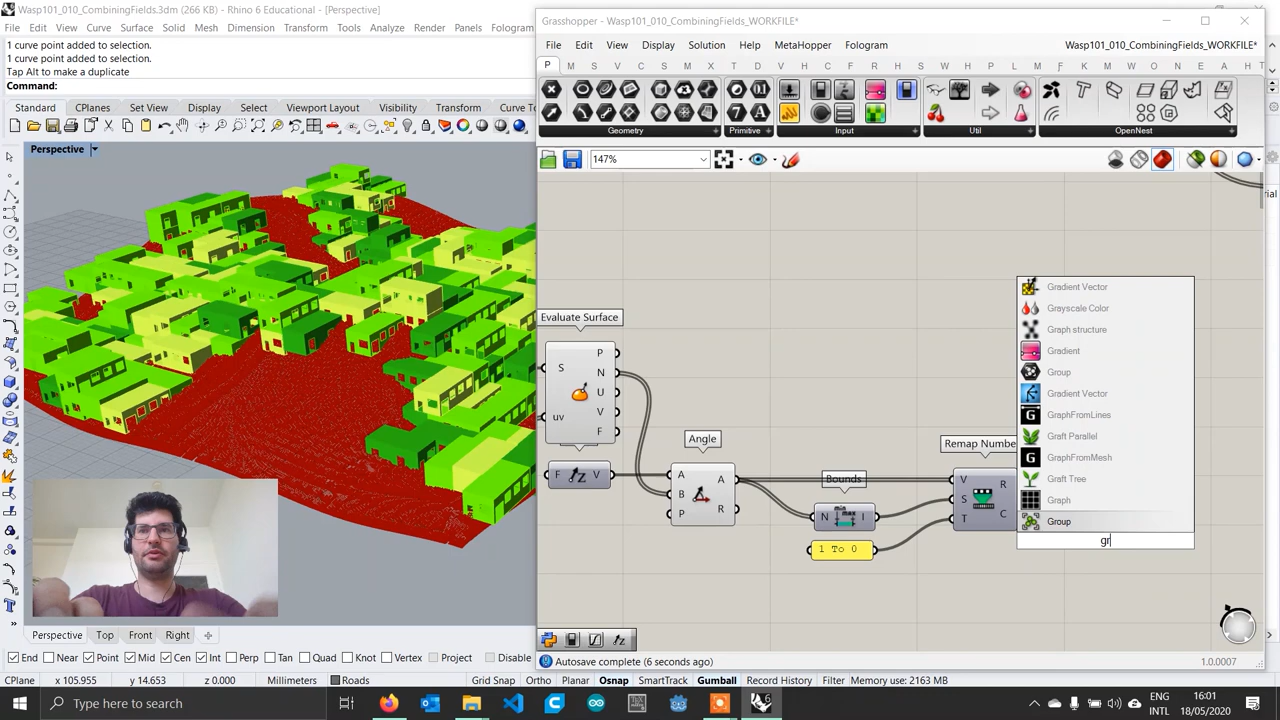 Wasp101_010_CombiningFields.3dm (266 KB) - Rhino 6 Educational - [Perspective]
File Edit View Curve Surface Solid Mesh Dimension Transform Tools Analyze Render Panels Fologram
1 curve point added to selection.
1 curve point added to selection.
Tap Alt to make a duplicate
Command:
Standard CPlanes Set View Display Select Viewport Layout Visibility Transform Curve To
Perspective
Grasshopper - Wasp101_010_CombiningFields_WORKFILE*
File Edit View Display Solution Help MetaHopper Fologram Wasp101_010_CombiningFields_WORKFILE*
P M S V C S M X T D A F R K H S M P L M F G K C H
Geometry Primitive Input Util OpenNest
147%
Evaluate Surface
S
uv
P
N
U
V
F
F V
Angle
A
B
P
A
R
Bounds
N I
1 To 0
Remap Numbe
V
S
T
R
C
Gradient Vector
Grayscale Color
Graph structure
Gradient
Group
Gradient Vector
GraphFromLines
Graft Parallel
GraphFromMesh
Graft Tree
Graph
Group
gr
Autosave complete (6 seconds ago) 1.0.0007
Perspective Top Front Right
End Near Point Mid Cen Int Perp Tan Quad Knot Vertex Project Disable
CPlane x 105.955 y 14.653 z 0.000 Millimeters Roads Grid Snap Ortho Planar Osnap SmartTrack Gumball Record History Filter Memory use: 2163 MB
Type here to search
ENG
INTL
16:01
18/05/2020